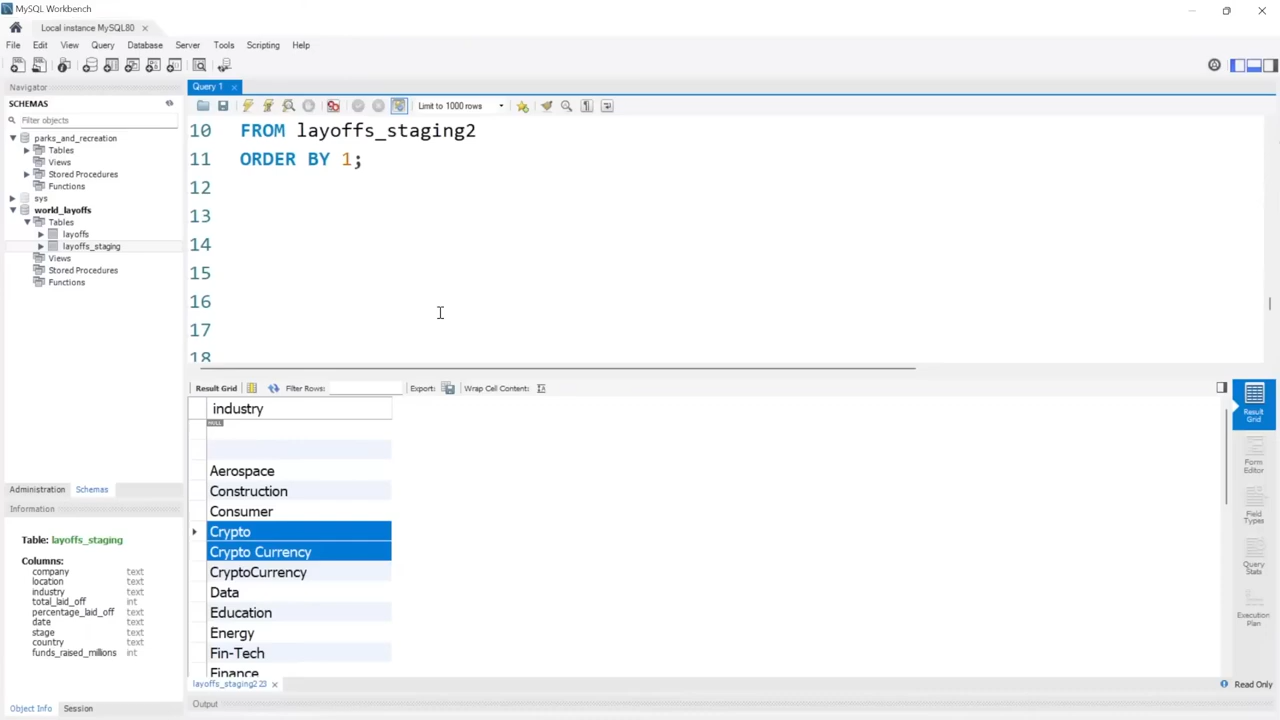 MySQL Workbench
Local instance MySQL80
File Edit View Query Database Server Tools Scripting Help
Navigator
SCHEMAS
Filter objects
parks_and_recreation
Tables
Views
Stored Procedures
Functions
sys
world_layoffs
Tables
layoffs
layoffs_staging
Views
Stored Procedures
Functions
Administration Schemas
Information
Table: layoffs_staging
Columns:
company text
location text
industry text
total_laid_off int
percentage_laid_off text
date text
stage text
country text
funds_raised_millions int
Object Info Session
Query 1
Limit to 1000 rows
10 FROM layoffs_staging2
11 ORDER BY 1;
12
13
14
15
16
17
18
Result Grid Filter Rows: Export: Wrap Cell Content:
industry
NULL
Aerospace
Construction
Consumer
Crypto
Crypto Currency
CryptoCurrency
Data
Education
Energy
Fin-Tech
Finance
layoffs_staging2 23
Read Only
Output
Result
Grid
Form
Editor
Field
Types
Query
Stats
Execution
Plan